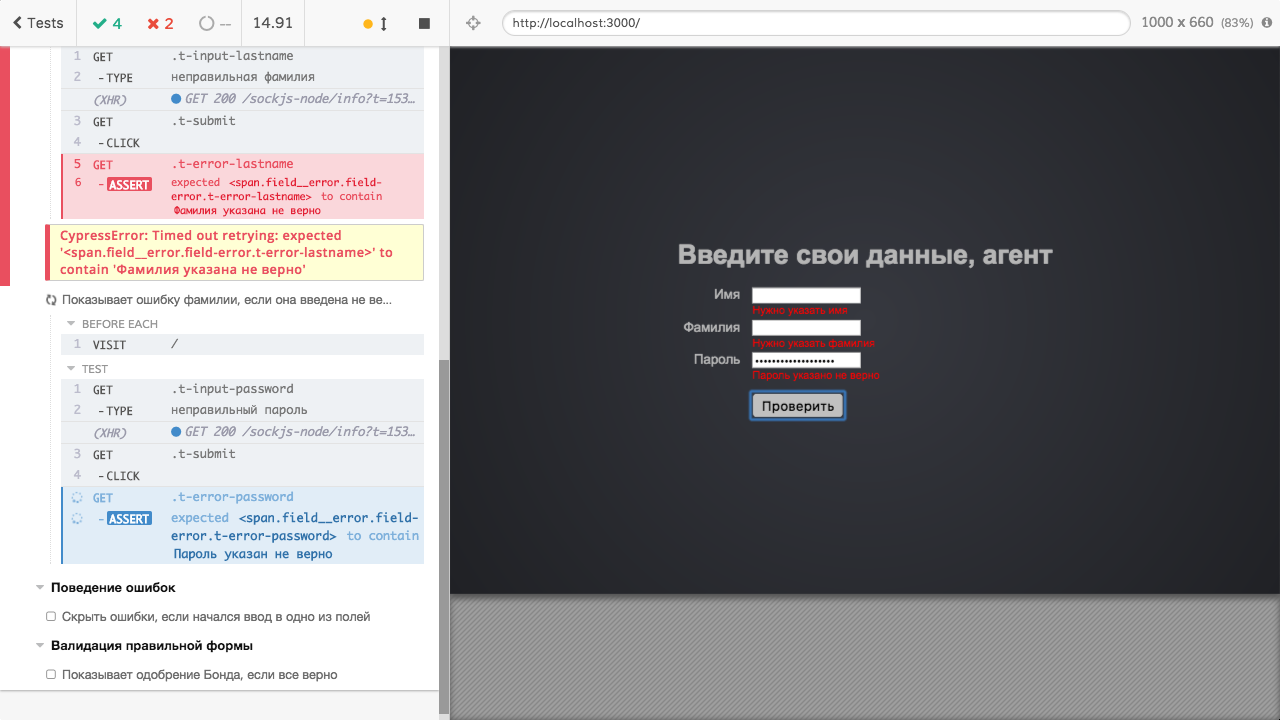 Tests 4 2 -- 14.91
http://localhost:3000/ 1000 x 660 (83%)
1 GET .t-input-lastname
2 - TYPE неправильная фамилия
(XHR) GET 200 /sockjs-node/info?t=153…
3 GET .t-submit
4 - CLICK
5 GET .t-error-lastname
6 - ASSERT expected <span.field__error.field-
error.t-error-lastname> to contain
Фамилия указана не верно
CypressError: Timed out retrying: expected
'<span.field__error.field-error.t-error-lastname>' to
contain 'Фамилия указана не верно'
Показывает ошибку фамилии, если она введена не ве...
BEFORE EACH
1 VISIT /
TEST
1 GET .t-input-password
2 - TYPE неправильный пароль
(XHR) GET 200 /sockjs-node/info?t=153…
3 GET .t-submit
4 - CLICK
GET .t-error-password
- ASSERT expected <span.field__error.field-
error.t-error-password> to contain
Пароль указан не верно
Поведение ошибок
Скрыть ошибки, если начался ввод в одно из полей
Валидация правильной формы
Показывает одобрение Бонда, если все верно
Введите свои данные, агент
Имя
Нужно указать имя
Фамилия
Нужно указать фамилия
Пароль
Пароль указано не верно
Проверить